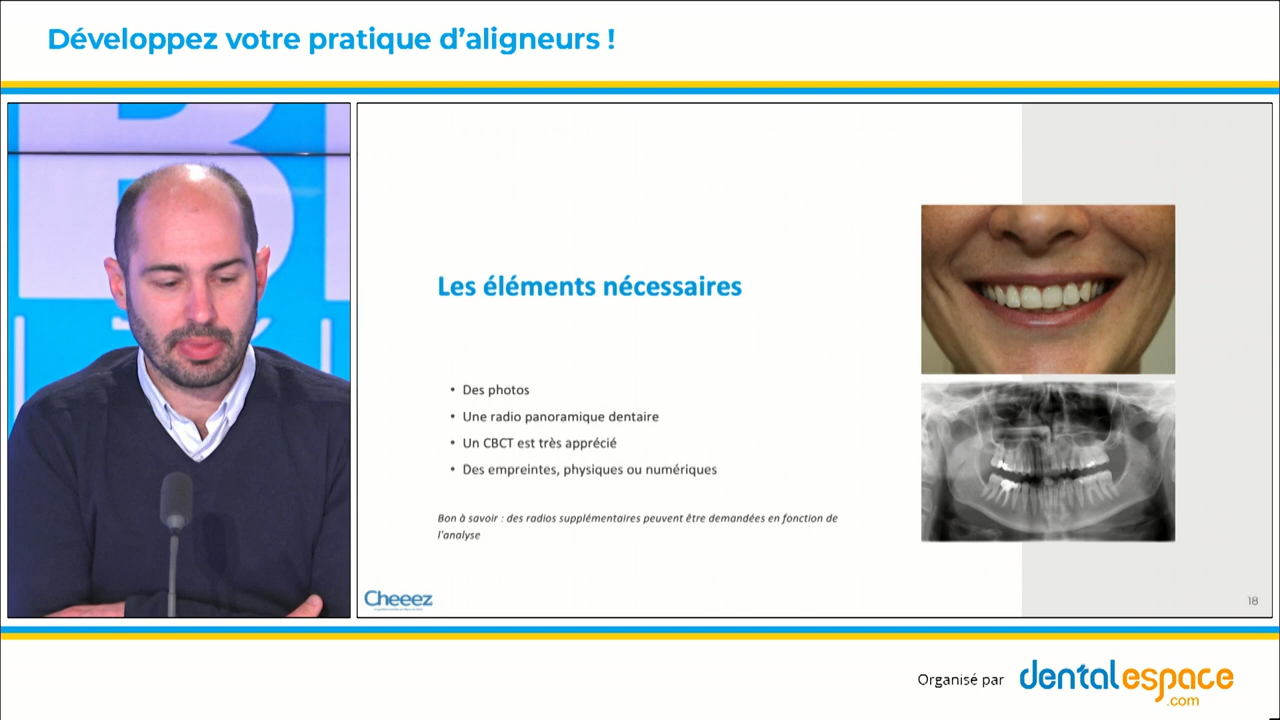 Développez votre pratique d'aligneurs !
Les éléments nécessaires
• Des photos
• Une radio panoramique dentaire
• Un CBCT est très apprécié
• Des empreintes, physiques ou numériques
Bon à savoir : des radios supplémentaires peuvent être demandées en fonction de
l'analyse
Cheeez
18
Organisé par
dentalespace
.com